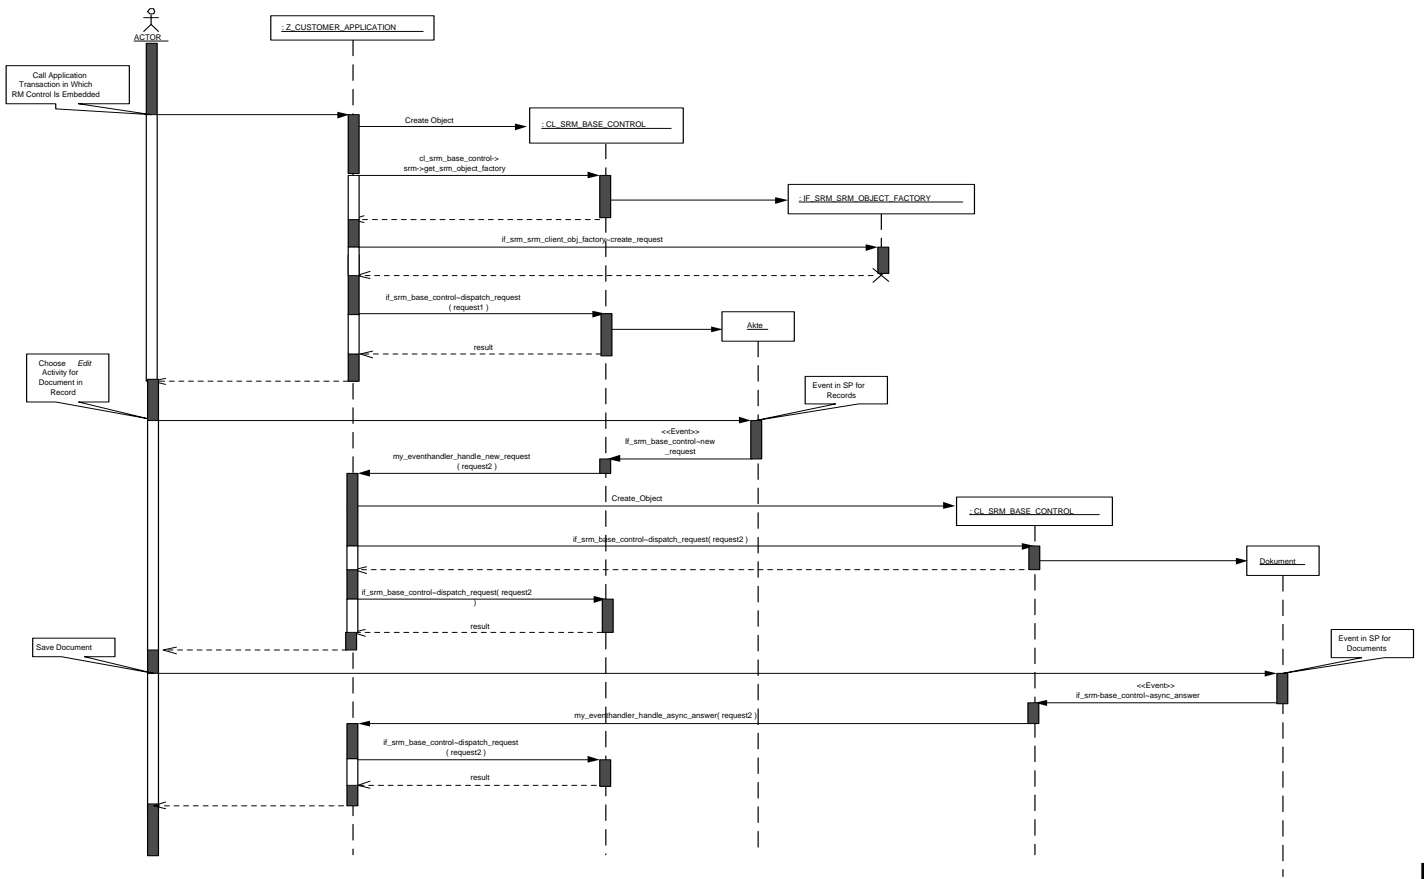 : Z_CUSTOMER_APPLICATION
ACTOR
Call Application
Transaction in Which
RM Control Is Embedded
Create Object
: CL_SRM_BASE_CONTROL
cl_srm_base_control->
srm->get_srm_object_factory
: IF_SRM_SRM_OBJECT_FACTORY
if_srm_srm_client_obj_factory~create_request
if_srm_base_control~dispatch_request
( request1 )
Akte
result
Choose Edit
Activity for
Document in
Record
Event in SP for
Records
<<Event>>
If_srm_base_control~new
_request
my_eventhandler_handle_new_request
( request2 )
Create_Object
: CL_SRM_BASE_CONTROL
if_srm_base_control~dispatch_request( request2 )
Dokument
if_srm_base_control~dispatch_request( request2
)
result
Save Document
Event in SP for
Documents
<<Event>>
if_srm-base_control~async_answer
my_eventhandler_handle_async_answer( request2 )
if_srm_base_control~dispatch_request
( request2 )
result